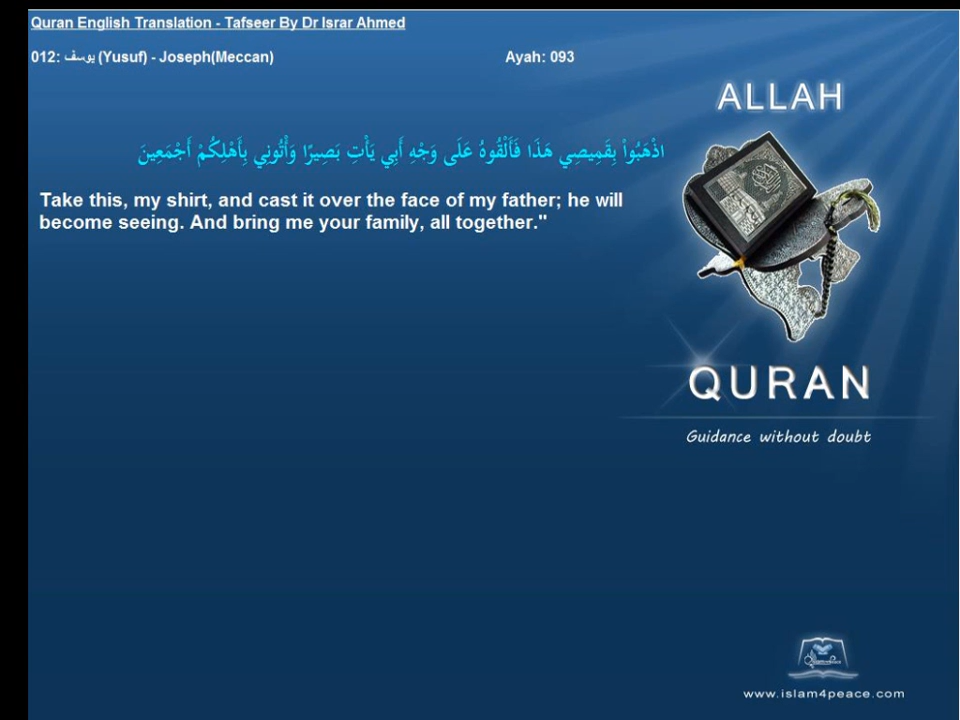 Quran English Translation - Tafseer By Dr Israr Ahmed
012: يوسف (Yusuf) - Joseph(Meccan) Ayah: 093
ALLAH
اذْهَبُواْ بِقَمِيصِي هَذَا فَأَلْقُوهُ عَلَى وَجْهِ أَبِي يَأْتِ بَصِيرًا وَأْتُونِي بِأَهْلِكُمْ أَجْمَعِينَ
Take this, my shirt, and cast it over the face of my father; he will
become seeing. And bring me your family, all together."
QURAN
Guidance without doubt
www.islam4peace.com